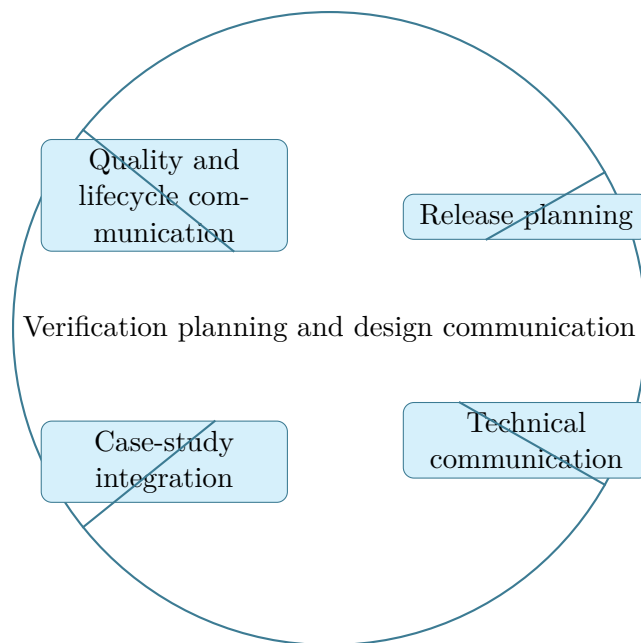 Quality and
lifecycle com-
munication
Release planning
Verification planning and design communication
Case-study
integration
Technical
communication